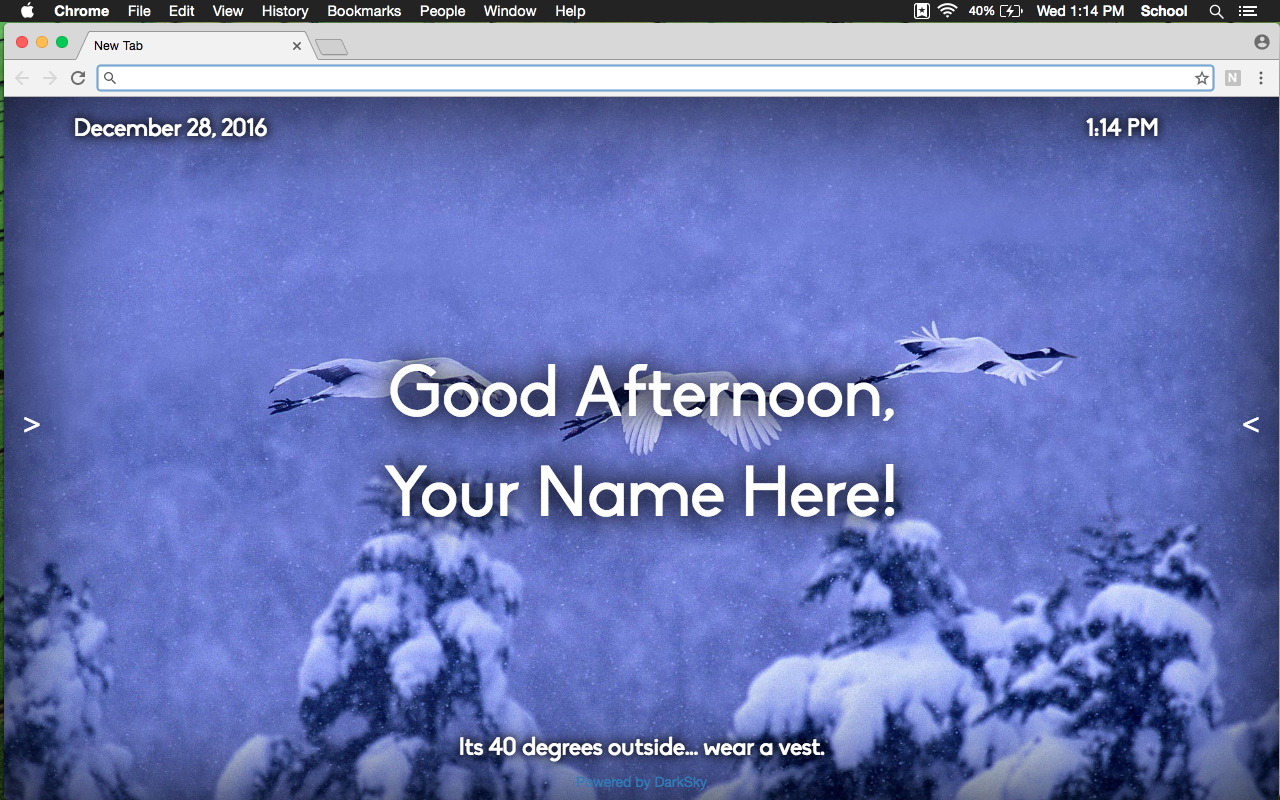 Chrome File Edit View History Bookmarks People Window Help 40% Wed 1:14 PM School
New Tab
N
December 28, 2016 1:14 PM
Good Afternoon,
> <
Your Name Here!
Its 40 degrees outside... wear a vest.
Powered by DarkSky.